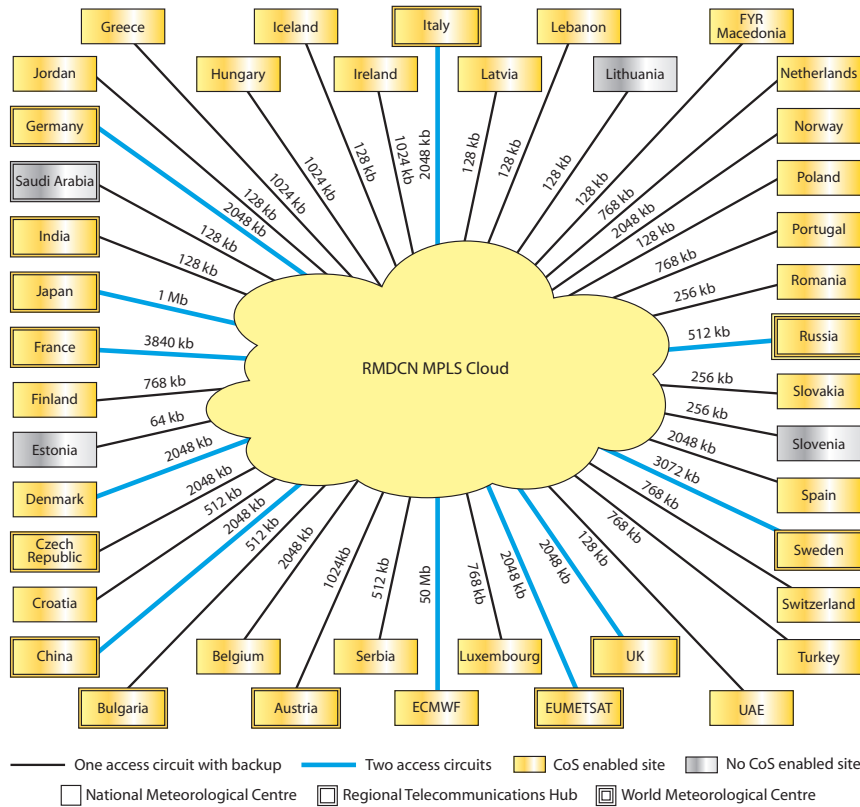 Greece
Iceland
Italy
Lebanon
FYR
Macedonia
Jordan
Hungary
Ireland
Latvia
Lithuania
Netherlands
Germany
Norway
Saudi Arabia
Poland
India
Portugal
Japan
Romania
France
Russia
Finland
Slovakia
Estonia
Slovenia
Denmark
Spain
Czech
Republic
Sweden
Croatia
Switzerland
China
Belgium
Serbia
Luxembourg
UK
Turkey
Bulgaria
Austria
ECMWF
EUMETSAT
UAE
RMDCN MPLS Cloud
1024 kb
1024 kb
128 kb
1024 kb
2048 kb
128 kb
128 kb
128 kb
128 kb
768 kb
2048 kb
128 kb
768 kb
256 kb
512 kb
256 kb
256 kb
2048 kb
3072 kb
768 kb
768 kb
128 kb
2048 kb
2048 kb
768 kb
50 Mb
512 kb
1024kb
2048 kb
512 kb
2048 kb
512 kb
2048 kb
2048 kb
64 kb
768 kb
3840 kb
1 Mb
128 kb
128 kb
2048 kb
128 kb
One access circuit with backup
Two access circuits
CoS enabled site
No CoS enabled site
National Meteorological Centre
Regional Telecommunications Hub
World Meteorological Centre